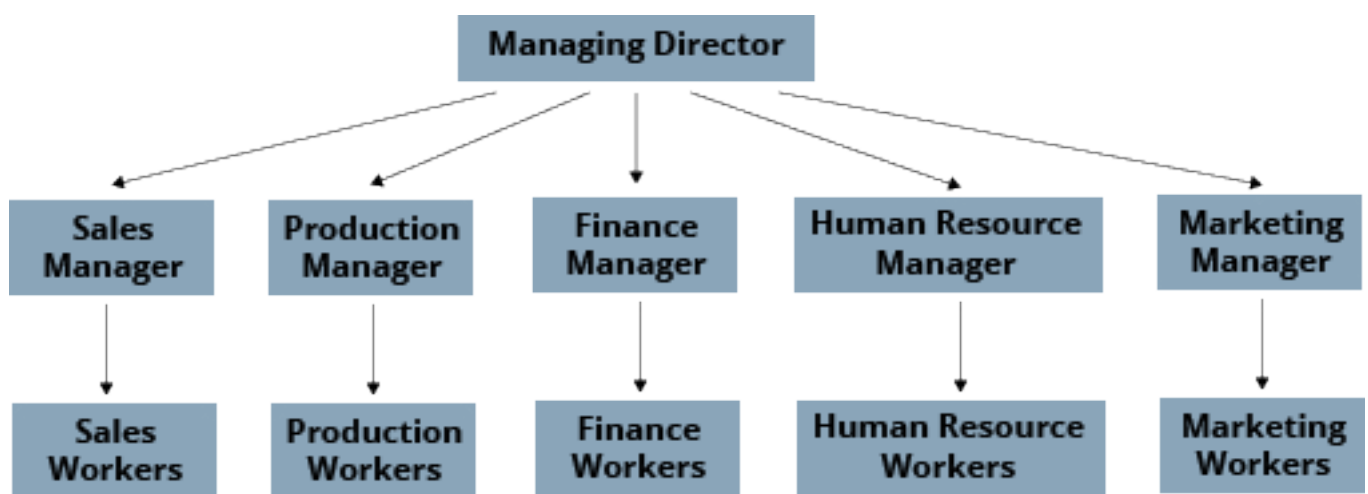 Managing Director
Sales
Manager
Production
Manager
Finance
Manager
Human Resource
Manager
Marketing
Manager
Sales
Workers
Production
Workers
Finance
Workers
Human Resource
Workers
Marketing
Workers